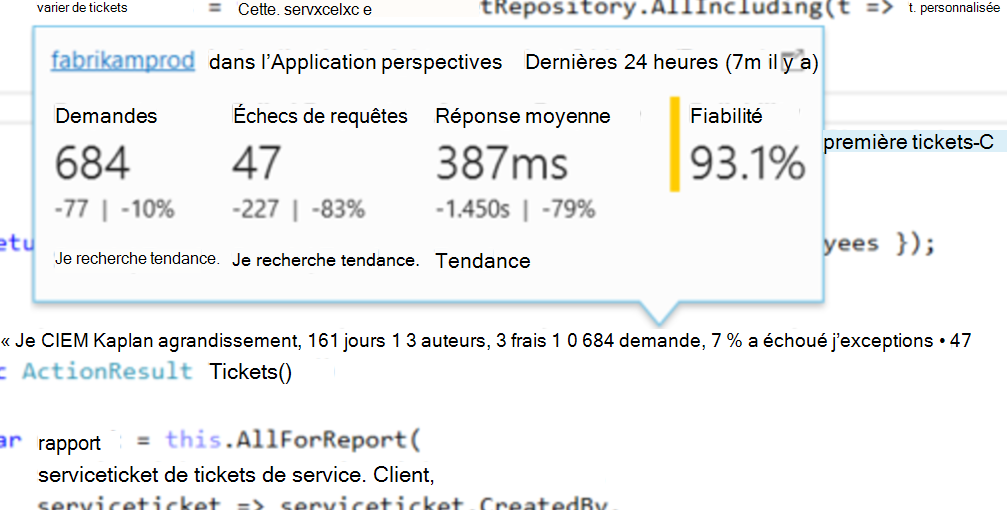 varier de tickets = Cette. servxcelxc e tRepository.AllIncluding(t => t. personnalisée
fabrikamprod dans l’Application perspectives Dernières 24 heures (7m il y a)
Demandes Échecs de requêtes Réponse moyenne Fiabilité
première tickets-C
684 47 387ms 93.1%
-77 | -10% -227 | -83% -1.450s | -79%
etu yees });
Je recherche tendance. Je recherche tendance. Tendance
« Je CIEM Kaplan agrandissement, 161 jours 1 3 auteurs, 3 frais 1 0 684 demande, 7 % a échoué j’exceptions • 47
c ActionResult Tickets()
ar rapport = this.AllForReport(
serviceticket de tickets de service. Client,
serviceticket => serviceticket.CreatedBy,